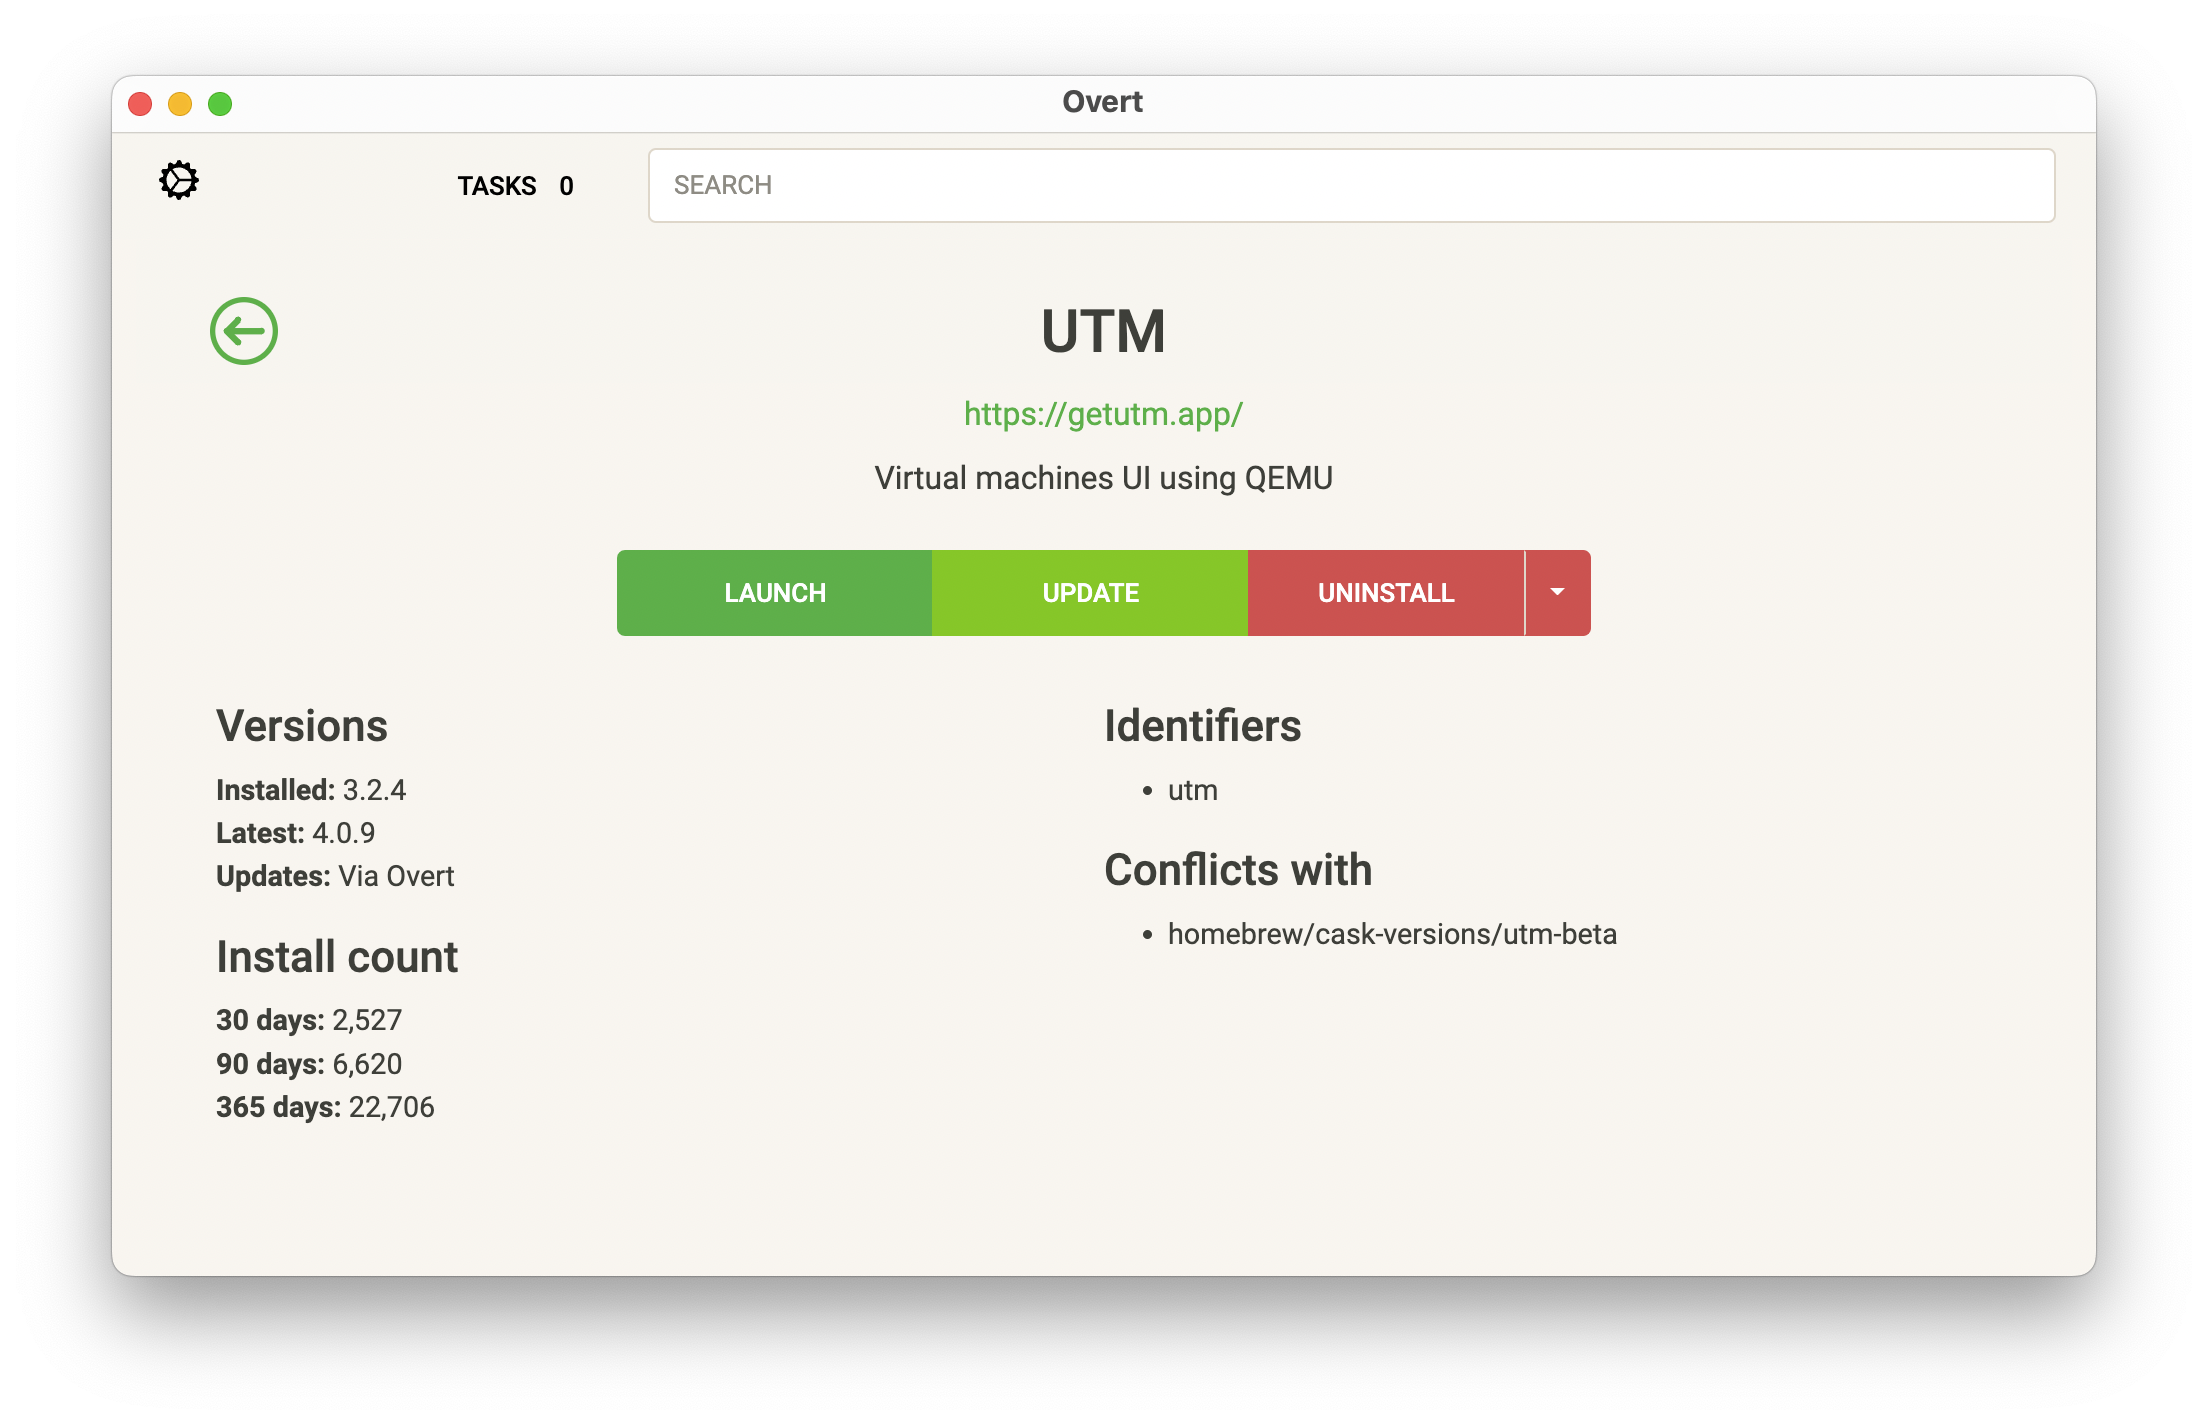 Overt
TASKS 0
SEARCH
UTM
https://getutm.app/
Virtual machines UI using QEMU
LAUNCH
UPDATE
UNINSTALL
Versions
Installed: 3.2.4
Latest: 4.0.9
Updates: Via Overt
Install count
30 days: 2,527
90 days: 6,620
365 days: 22,706
Identifiers
• utm
Conflicts with
• homebrew/cask-versions/utm-beta